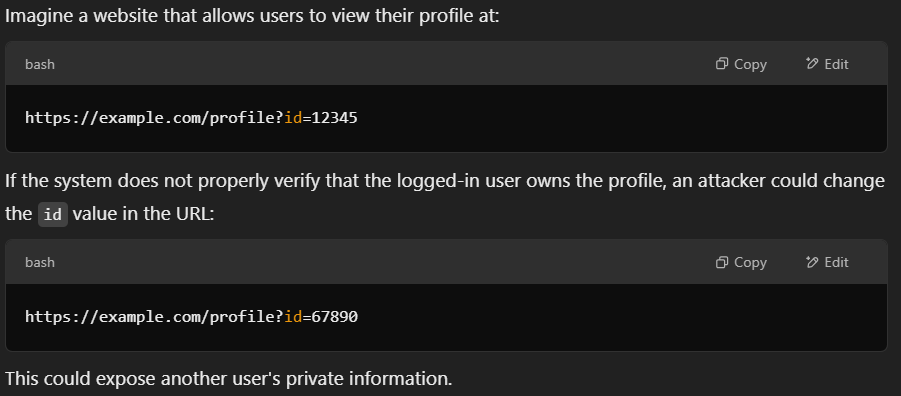 Imagine a website that allows users to view their profile at:
bash Copy Edit
https://example.com/profile?id=12345
If the system does not properly verify that the logged-in user owns the profile, an attacker could change
the id value in the URL:
bash Copy Edit
https://example.com/profile?id=67890
This could expose another user's private information.